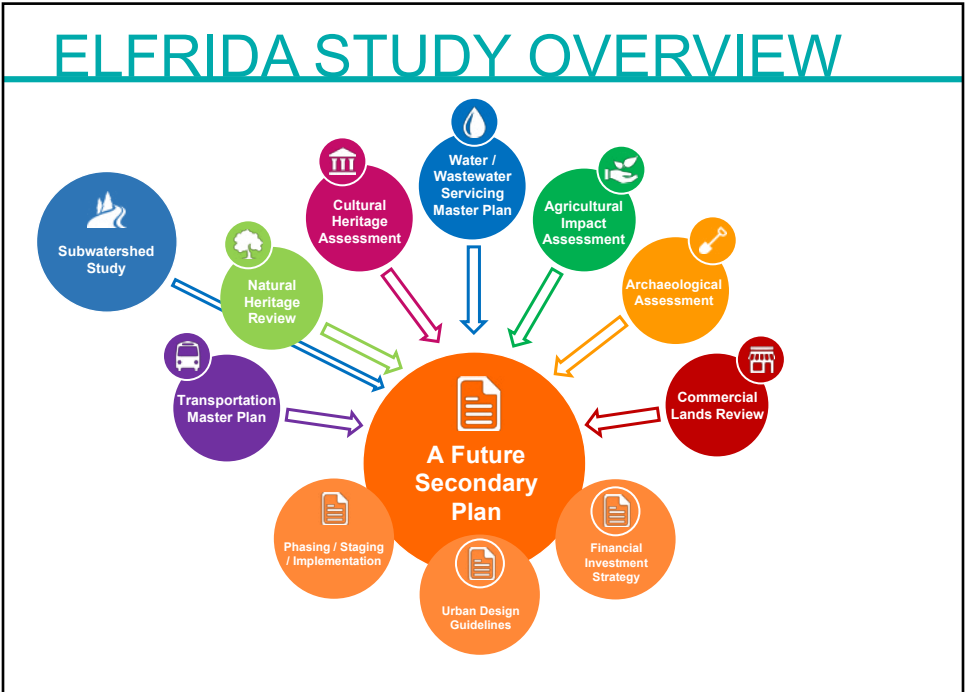 ELFRIDA STUDY OVERVIEW
Water /
Wastewater
Servicing
Master Plan
Cultural
Heritage
Assessment
Agricultural
Impact
Assessment
Subwatershed
Study
Natural
Heritage
Review
Archaeological
Assessment
Transportation
Master Plan
Commercial
Lands Review
A Future
Secondary
Plan
Phasing / Staging
/ Implementation
Urban Design
Guidelines
Financial
Investment
Strategy